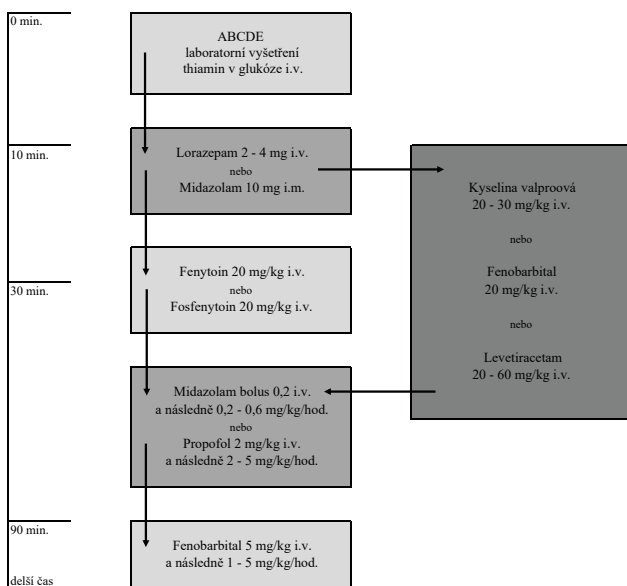 0 min.
ABCDE
laboratorní vyšetření
thiamin v glukóze i.v.
10 min.
Lorazepam 2 - 4 mg i.v.
nebo
Midazolam 10 mg i.m.
Kyselina valproová
20 - 30 mg/kg i.v.
nebo
Fenobarbital
20 mg/kg i.v.
nebo
Levetiracetam
20 - 60 mg/kg i.v.
30 min.
Fenytoin 20 mg/kg i.v.
nebo
Fosfenytoin 20 mg/kg i.v.
Midazolam bolus 0,2 i.v.
a následně 0,2 - 0,6 mg/kg/hod.
nebo
Propofol 2 mg/kg i.v.
a následně 2 - 5 mg/kg/hod.
90 min.
Fenobarbital 5 mg/kg i.v.
a následně 1 - 5 mg/kg/hod.
delší čas